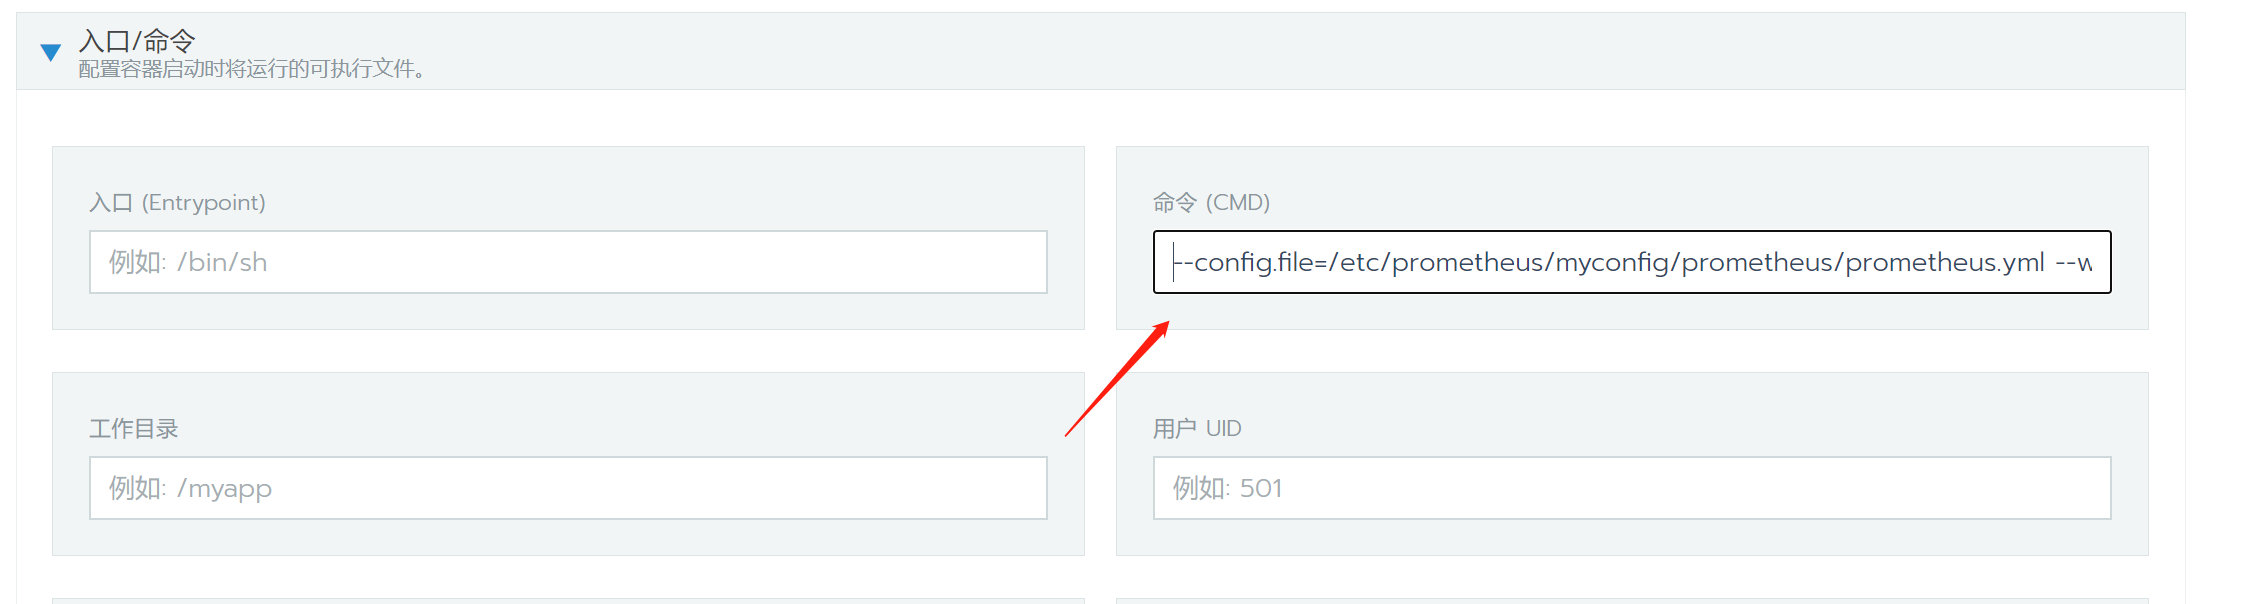 入口/命令
配置容器启动时将运行的可执行文件。
入口 (Entrypoint)
例如: /bin/sh
命令 (CMD)
--config.file=/etc/prometheus/myconfig/prometheus/prometheus.yml --w
工作目录
例如: /myapp
用户 UID
例如: 501